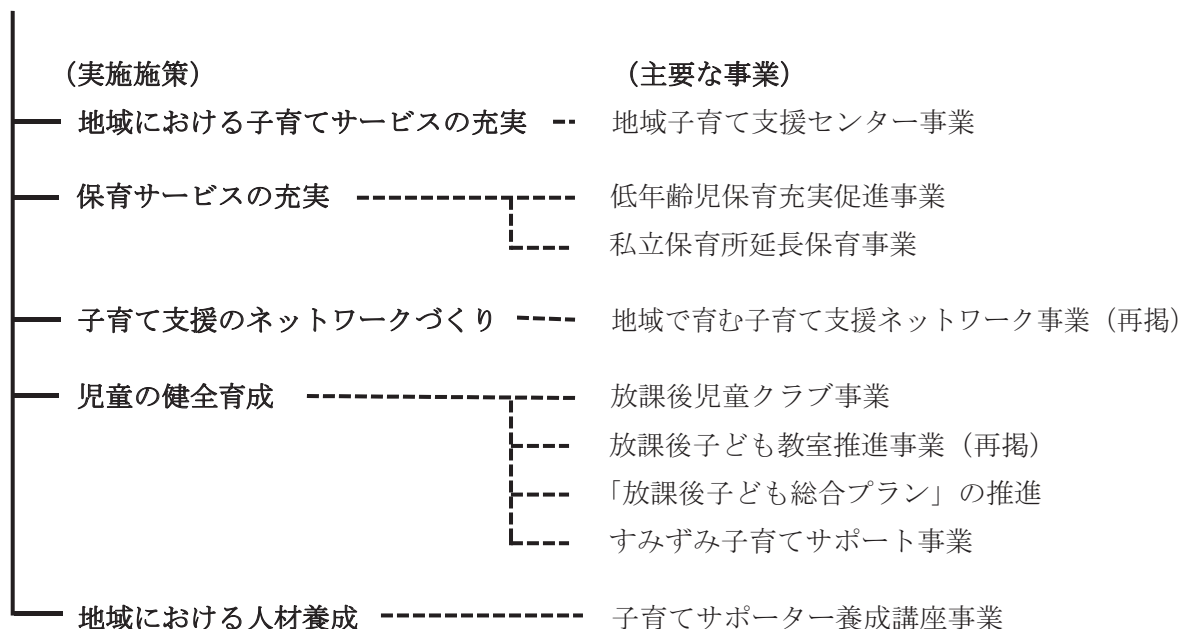 （実施施策） （主要な事業）
地域における子育てサービスの充実 地域子育て支援センター事業
保育サービスの充実 低年齢児保育充実促進事業
私立保育所延長保育事業
子育て支援のネットワークづくり 地域で育む子育て支援ネットワーク事業（再掲）
児童の健全育成 放課後児童クラブ事業
放課後子ども教室推進事業（再掲）
「放課後子ども総合プラン」の推進
すみずみ子育てサポート事業
地域における人材養成 子育てサポーター養成講座事業